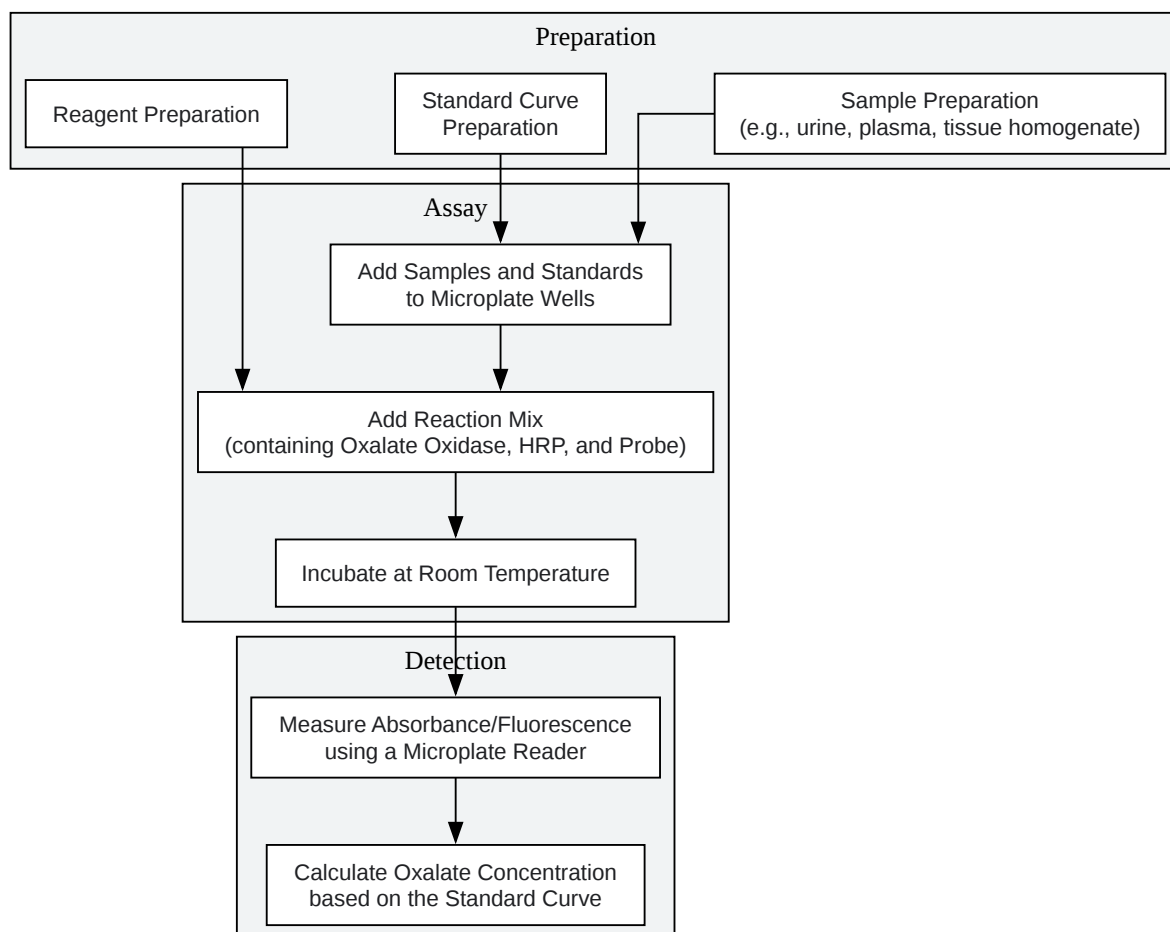 Preparation
Reagent Preparation
Standard Curve
Preparation
Sample Preparation
(e.g., urine, plasma, tissue homogenate)
Assay
Add Samples and Standards
to Microplate Wells
Add Reaction Mix
(containing Oxalate Oxidase, HRP, and Probe)
Incubate at Room Temperature
Detection
Measure Absorbance/Fluorescence
using a Microplate Reader
Calculate Oxalate Concentration
based on the Standard Curve